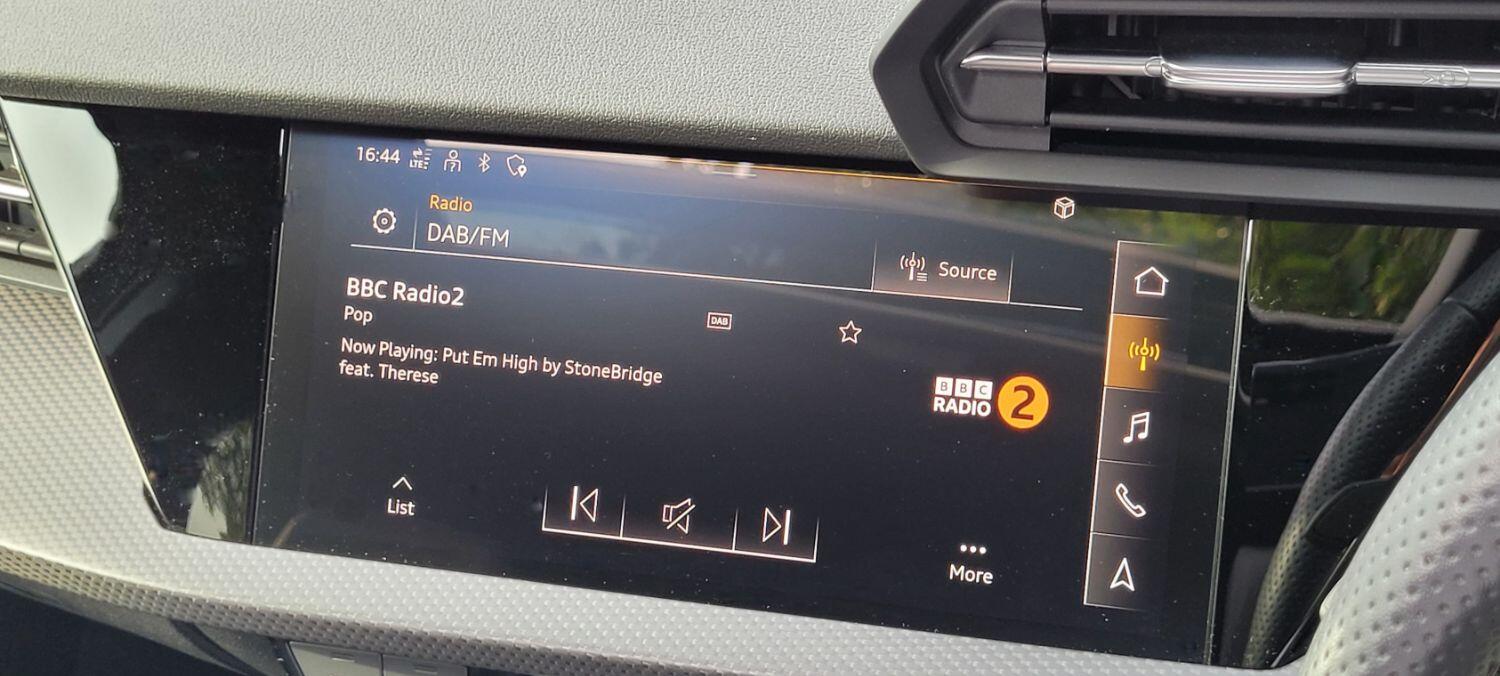 16:44
LTE
?
Radio
DAB/FM
Source
BBC Radio2
Pop
DAB
Now Playing: Put Em High by StoneBridge
feat. Therese
BBC
RADIO 2
List
More